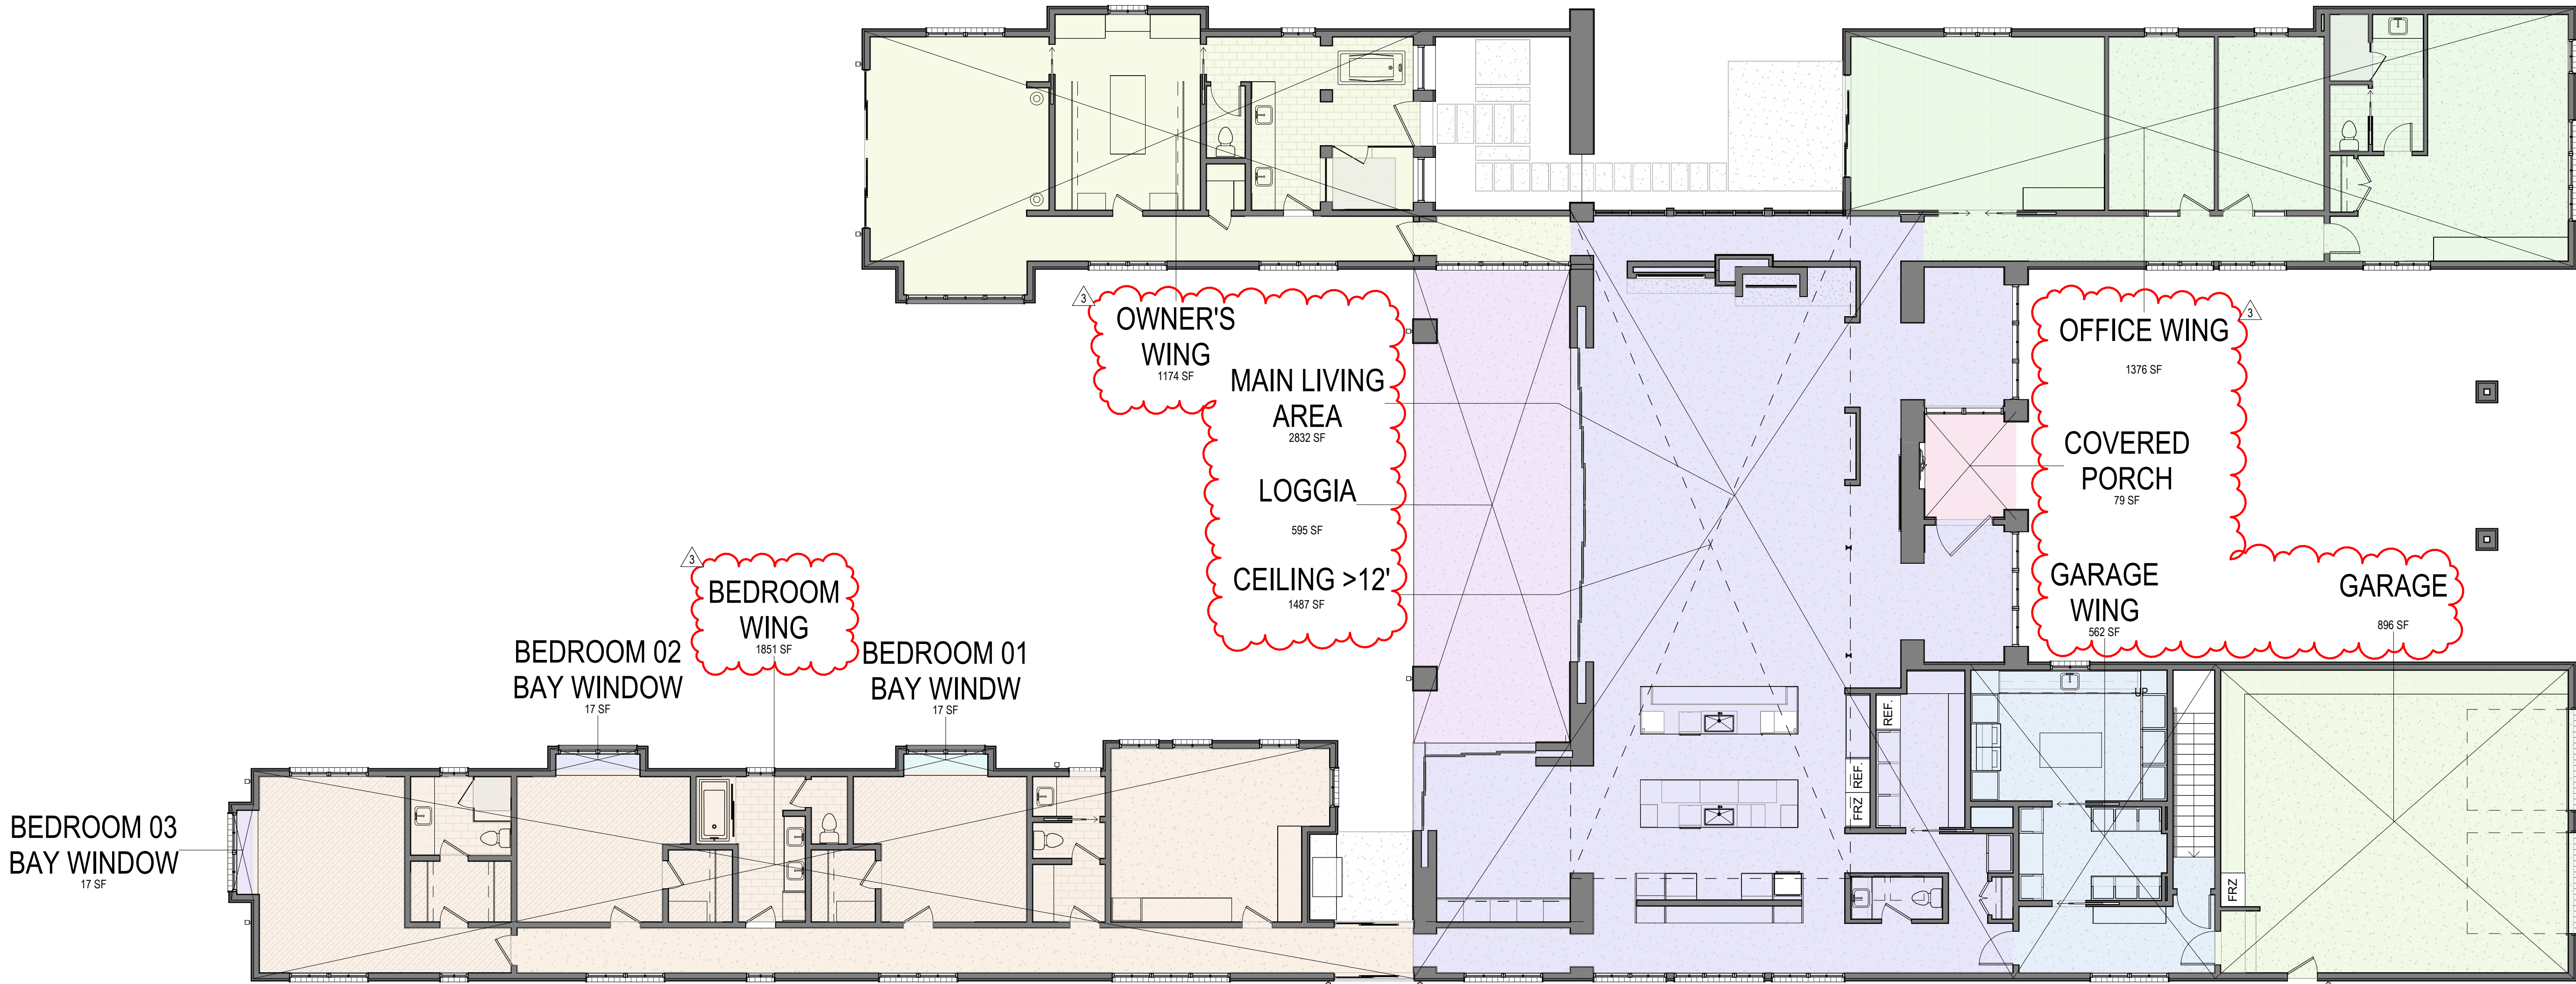 3
OWNER'S
WING
1174 SF
MAIN LIVING
AREA
2832 SF
LOGGIA
595 SF
CEILING >12'
1487 SF
3
OFFICE WING
1376 SF
COVERED
PORCH
79 SF
GARAGE
WING
562 SF
GARAGE
896 SF
3
BEDROOM
WING
1851 SF
BEDROOM 02
BAY WINDOW
17 SF
BEDROOM 01
BAY WINDW
17 SF
BEDROOM 03
BAY WINDOW
17 SF
REF.
REF.
FRZ
UP
FRZ